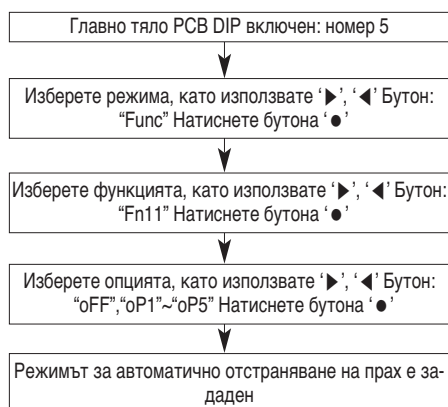 Главно тяло PCB DIP включен: номер 5
Изберете режима, като използвате ‘▶’, ‘◀’ Бутон:
“Func” Натиснете бутона ‘●’
Изберете функцията, като използвате ‘▶’, ‘◀’ Бутон:
“Fn11” Натиснете бутона ‘●’
Изберете опцията, като използвате ‘▶’, ‘◀’ Бутон:
“oFF”,“oP1”~“oP5” Натиснете бутона ‘●’
Режимът за автоматично отстраняване на прах е за-
даден